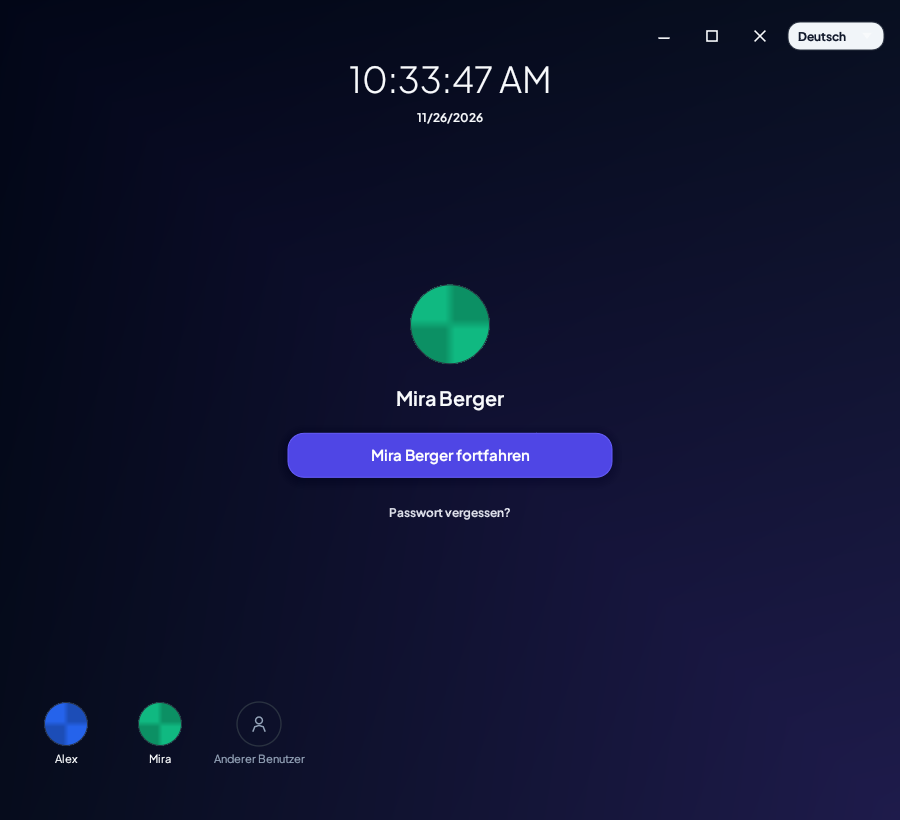 Deutsch
10:33:47 AM
11/26/2026
Mira Berger
Mira Berger fortfahren
Passwort vergessen?
Alex
Mira
Anderer Benutzer